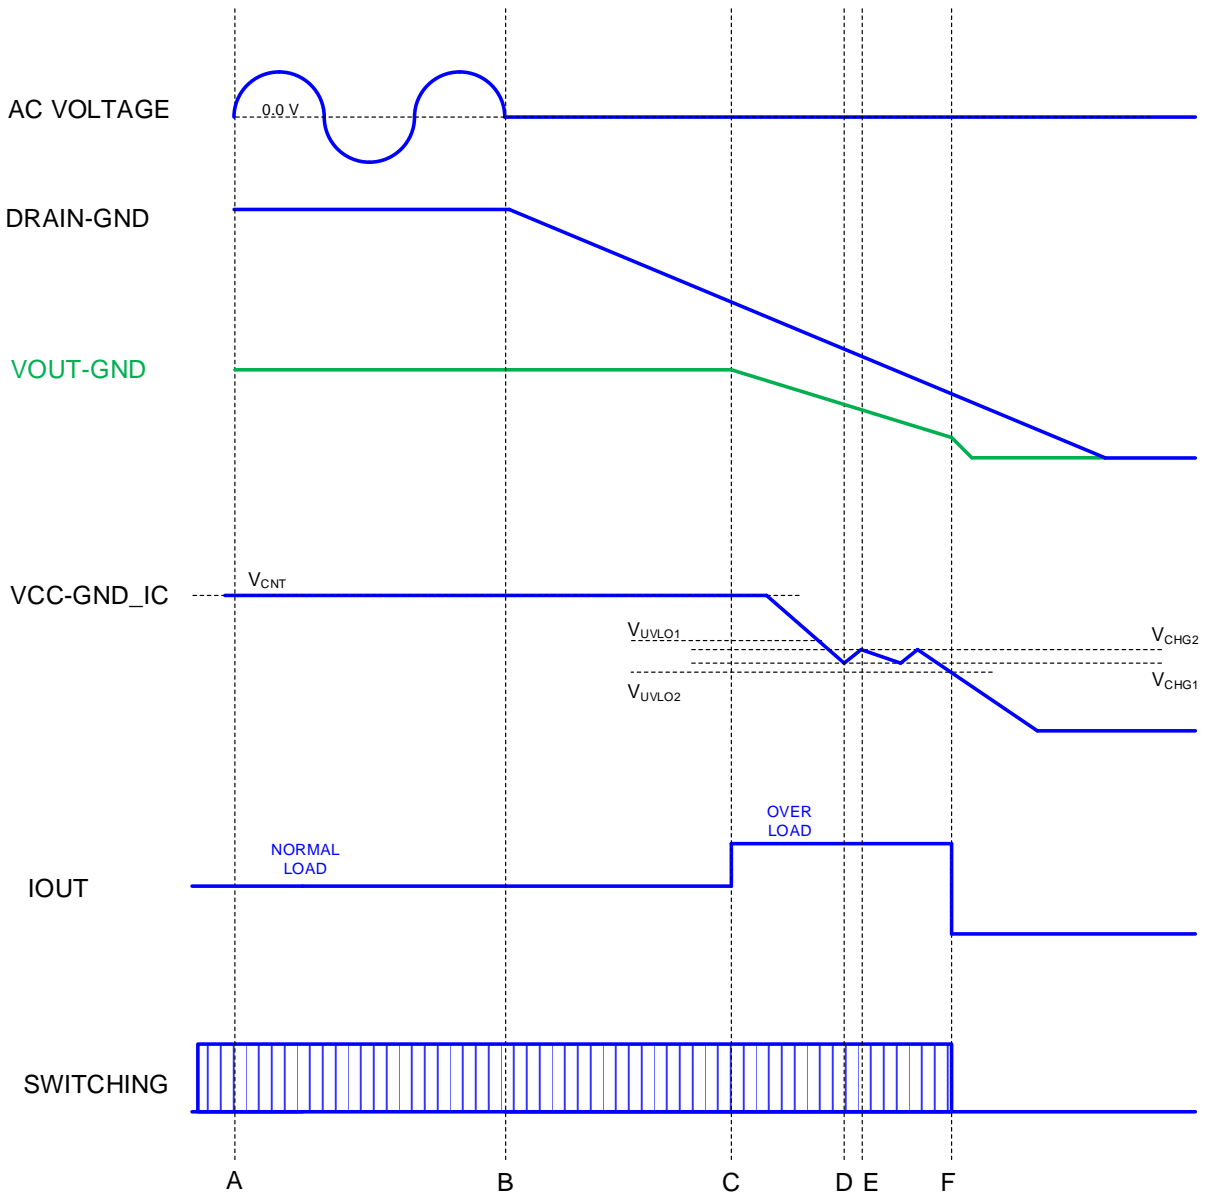 AC VOLTAGE
0.0 V
DRAIN-GND
VOUT-GND
VCC-GND_IC
VCNT
VUVLO1
VCHG2
VUVLO2
VCHG1
OVER
LOAD
NORMAL
LOAD
IOUT
SWITCHING
A B C D E F